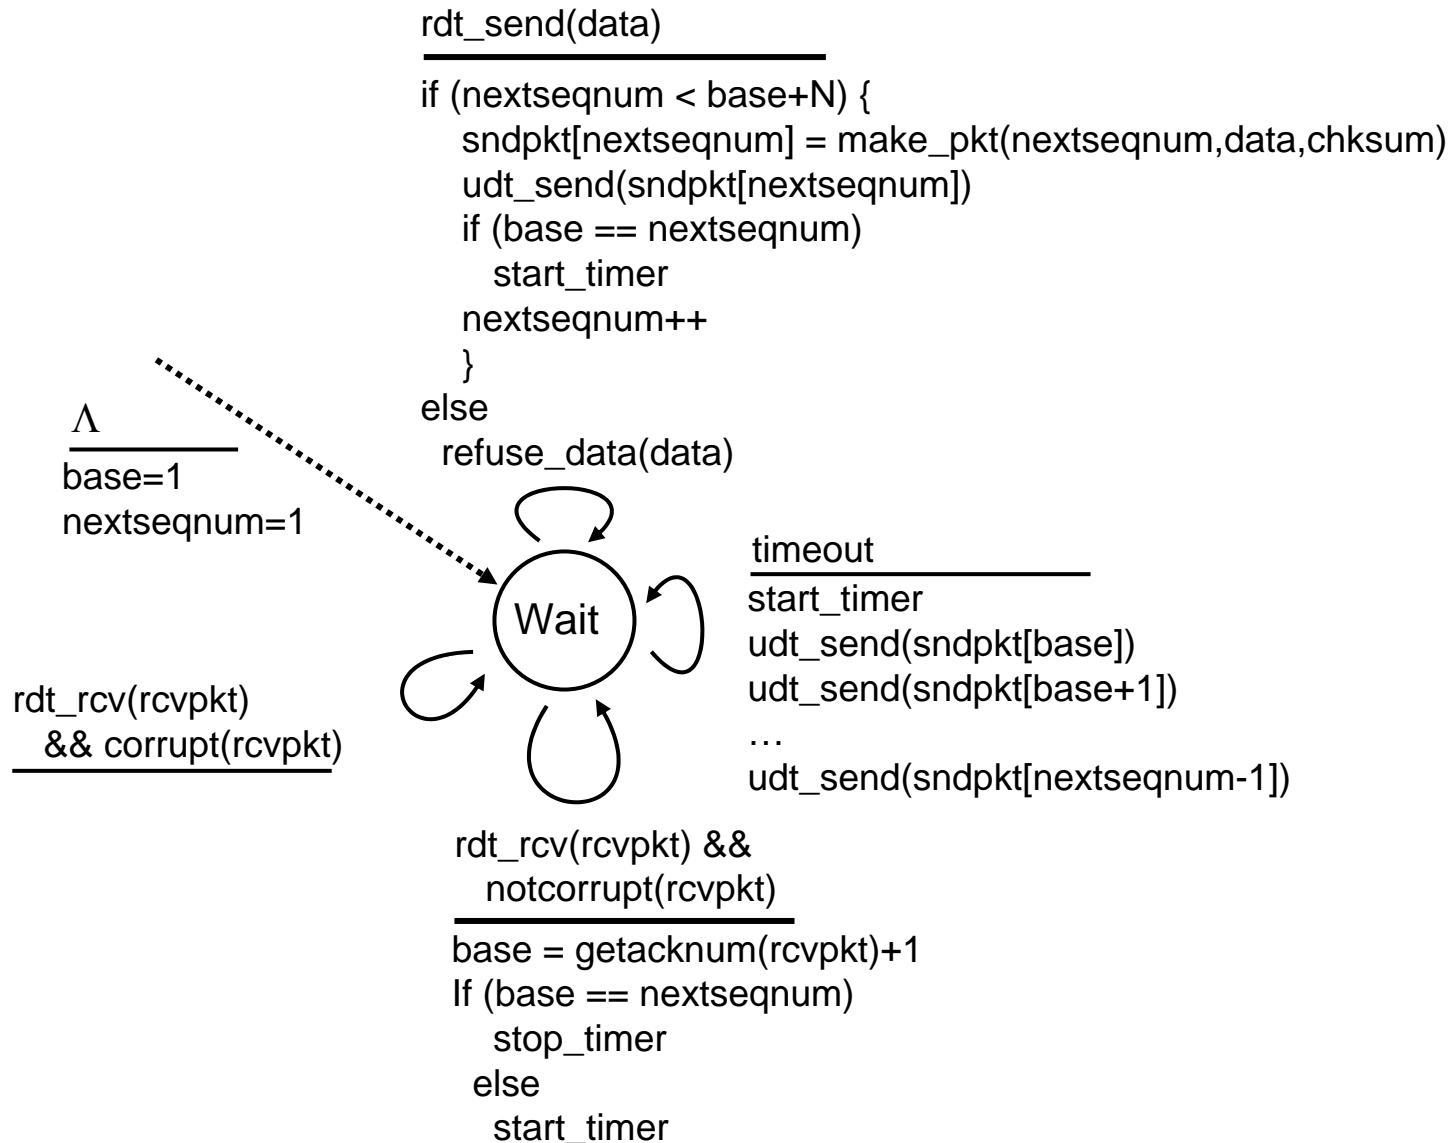 rdt_send(data)
if (nextseqnum < base+N) {
sndpkt[nextseqnum] = make_pkt(nextseqnum,data,chksum)
udt_send(sndpkt[nextseqnum])
if (base == nextseqnum)
start_timer
nextseqnum++
}
else
refuse_data(data)
Λ
base=1
nextseqnum=1
Wait
timeout
start_timer
udt_send(sndpkt[base])
udt_send(sndpkt[base+1])
…
udt_send(sndpkt[nextseqnum-1])
rdt_rcv(rcvpkt)
&& corrupt(rcvpkt)
rdt_rcv(rcvpkt) &&
notcorrupt(rcvpkt)
base = getacknum(rcvpkt)+1
If (base == nextseqnum)
stop_timer
else
start_timer